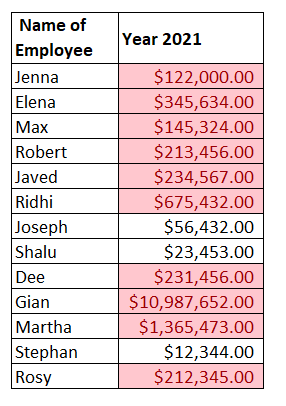 Name of Employee Year 2021
Jenna $122,000.00
Elena $345,634.00
Max $145,324.00
Robert $213,456.00
Javed $234,567.00
Ridhi $675,432.00
Joseph $56,432.00
Shalu $23,453.00
Dee $231,456.00
Gian $10,987,652.00
Martha $1,365,473.00
Stephan $12,344.00
Rosy $212,345.00